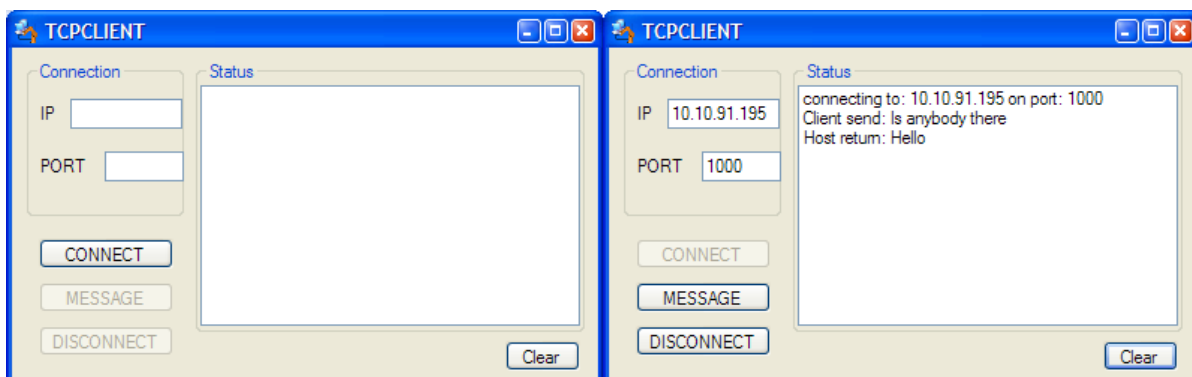 TCPCLIENT
Connection
Status
IP
PORT
CONNECT
MESSAGE
DISCONNECT
Clear
TCPCLIENT
Connection
Status
IP 10.10.91.195
PORT 1000
connecting to: 10.10.91.195 on port: 1000
Client send: Is anybody there
Host return: Hello
CONNECT
MESSAGE
DISCONNECT
Clear